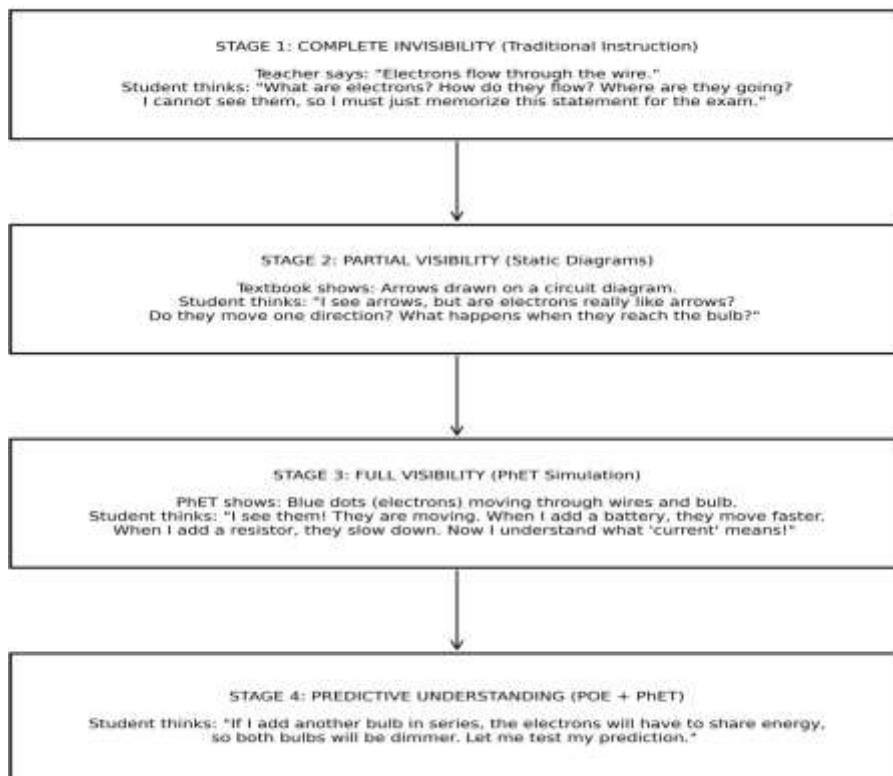 STAGE 1: COMPLETE INVISIBILITY (Traditional Instruction)
Teacher says: "Electrons flow through the wire."
Student thinks: "What are electrons? How do they flow? Where are they going?
I cannot see them, so I must just memorize this statement for the exam."
STAGE 2: PARTIAL VISIBILITY (Static Diagrams)
Textbook shows: Arrows drawn on a circuit diagram.
Student thinks: "I see arrows, but are electrons really like arrows?
Do they move one direction? What happens when they reach the bulb?"
STAGE 3: FULL VISIBILITY (PhET Simulation)
PhET shows: Blue dots (electrons) moving through wires and bulb.
Student thinks: "I see them! They are moving. When I add a battery, they move faster.
When I add a resistor, they slow down. Now I understand what 'current' means!"
STAGE 4: PREDICTIVE UNDERSTANDING (POE + PhET)
Student thinks: "If I add another bulb in series, the electrons will have to share energy,
so both bulbs will be dimmer. Let me test my prediction."